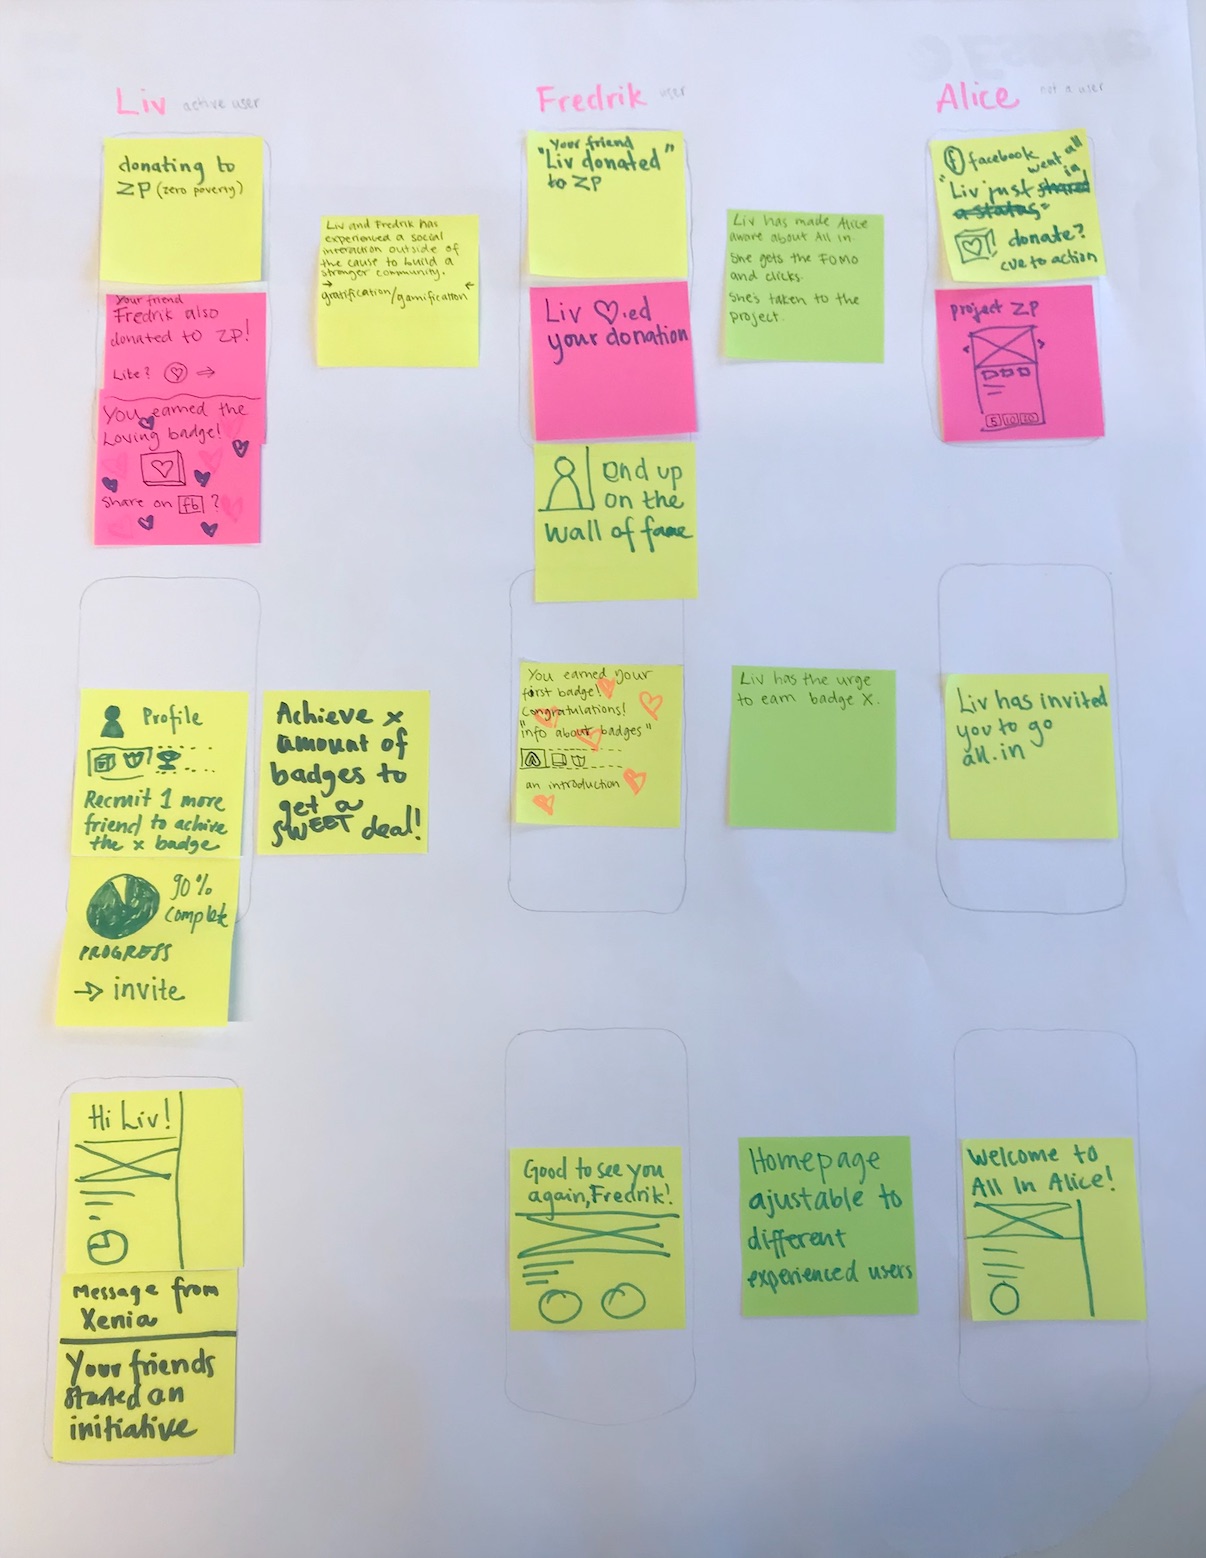 Liv active user
donating to
ZP (zero poverty)
Your friend
Fredrik also
donated to ZP!
Like?
You earned the
Loving badge!
share on fb ?
Liv and Fredrik has
experienced a social
interaction outside of
the cause to build a
stronger community.
gratification/gamification
Fredrik user
Your friend
"Liv donated"
to ZP
Liv ied
your donation
end up
on the
wall of fame
Liv has made Alice
aware about All in.
She gets the FOMO
and clicks.
She's taken to the
project.
Alice not a user
f facebook
went all
in
"Liv just shared
a status"
donate?
cue to action
project ZP
Profile
Recruit 1 more
friend to achive
the x badge
90%
complete
PROGRESS
→ invite
Achieve x
amount of
badges to
get a
SWEET deal!
You earned your
first badge!
Congratulations!
"info about badges"
an introduction
Liv has the urge
to earn badge X.
Liv has invited
you to go
all.in
Hi Liv!
Message from
Xenia
Your friends
started an
initiative
Good to see you
again, Fredrik!
Homepage
ajustable to
different
experienced users
Welcome to
All In Alice!